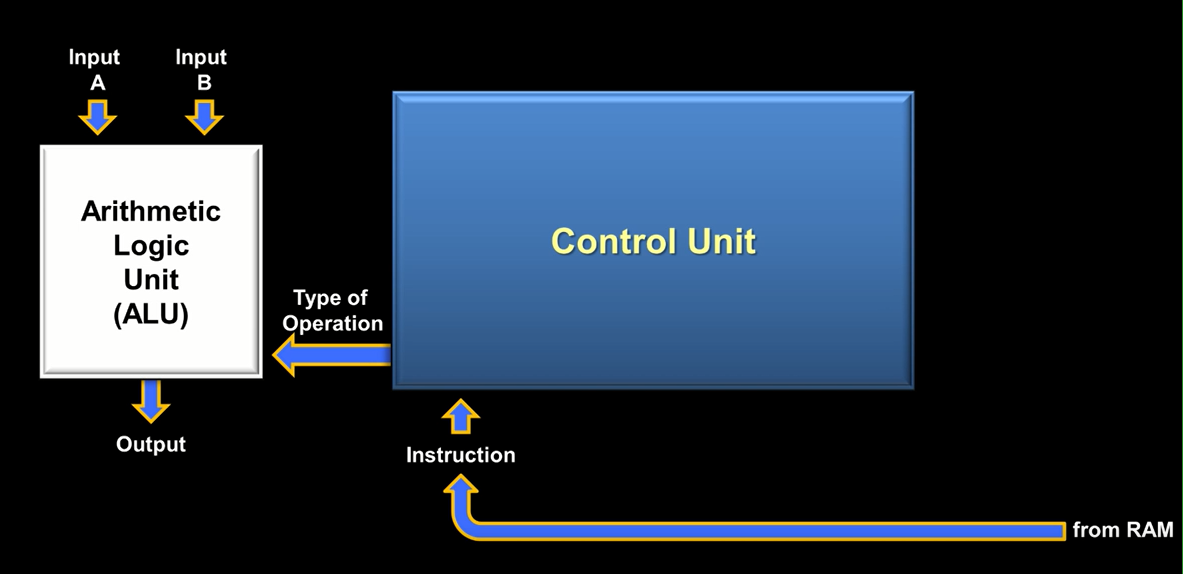 Input
A
Input
B
Arithmetic
Logic
Unit
(ALU)
Control Unit
Type of
Operation
Output
Instruction
from RAM